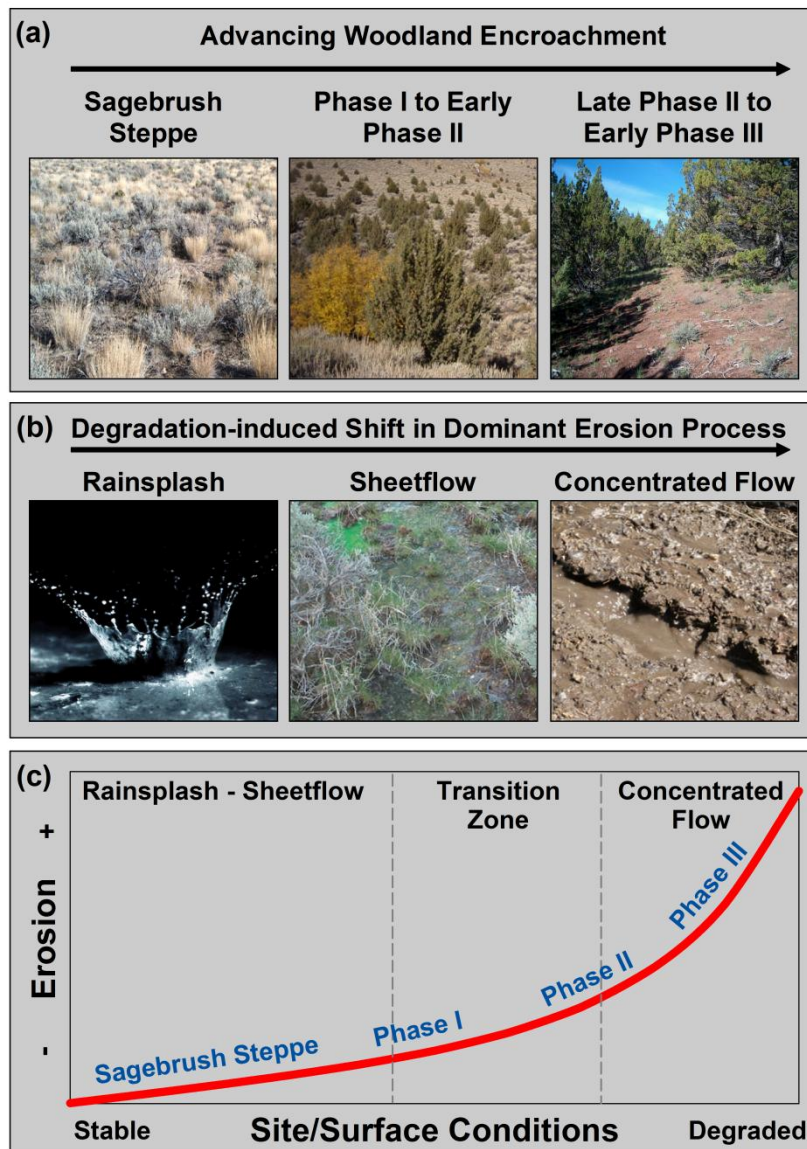 (a)
Advancing Woodland Encroachment
Sagebrush
Steppe
Phase I to Early
Phase II
Late Phase II to
Early Phase III
(b)
Degradation-induced Shift in Dominant Erosion Process
Rainsplash
Sheetflow
Concentrated Flow
(c)
Rainsplash - Sheetflow
Transition
Zone
Concentrated
Flow
+
Erosion
-
Sagebrush Steppe
Phase I
Phase II
Phase III
Stable
Site/Surface Conditions
Degraded